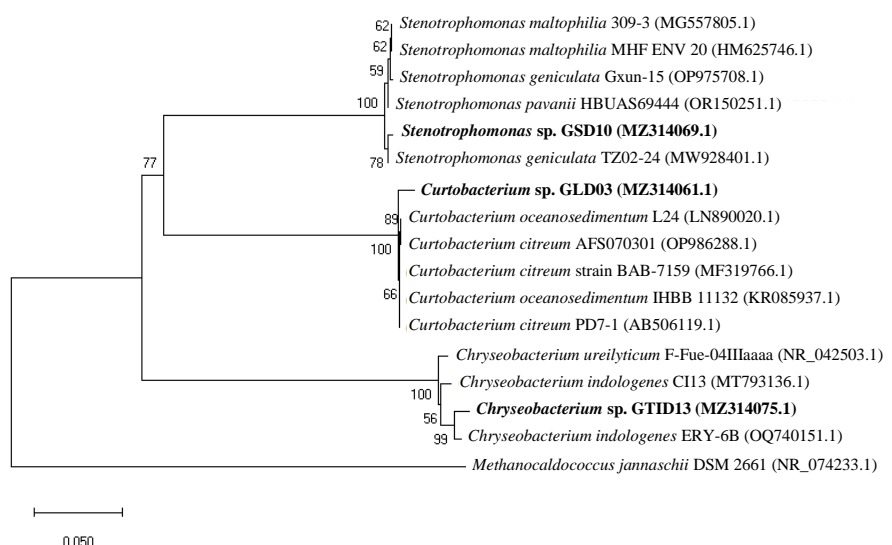 62
Stenotrophomonas maltophilia 309-3 (MG557805.1)
62
Stenotrophomonas maltophilia MHF ENV 20 (HM625746.1)
59
Stenotrophomonas geniculata Gxun-15 (OP975708.1)
100
Stenotrophomonas pavanii HBUAS69444 (OR150251.1)
Stenotrophomonas sp. GSD10 (MZ314069.1)
78
Stenotrophomonas geniculata TZ02-24 (MW928401.1)
77
Curtobacterium sp. GLD03 (MZ314061.1)
89
Curtobacterium oceanosedimentum L24 (LN890020.1)
100
Curtobacterium citreum AFS070301 (OP986288.1)
Curtobacterium citreum strain BAB-7159 (MF319766.1)
66
Curtobacterium oceanosedimentum IHBB 11132 (KR085937.1)
Curtobacterium citreum PD7-1 (AB506119.1)
Chryseobacterium ureilyticum F-Fue-04IIIaaaa (NR_042503.1)
100
Chryseobacterium indologenes CI13 (MT793136.1)
56
Chryseobacterium sp. GTID13 (MZ314075.1)
99
Chryseobacterium indologenes ERY-6B (OQ740151.1)
Methanocaldococcus jannaschii DSM 2661 (NR_074233.1)
0.050